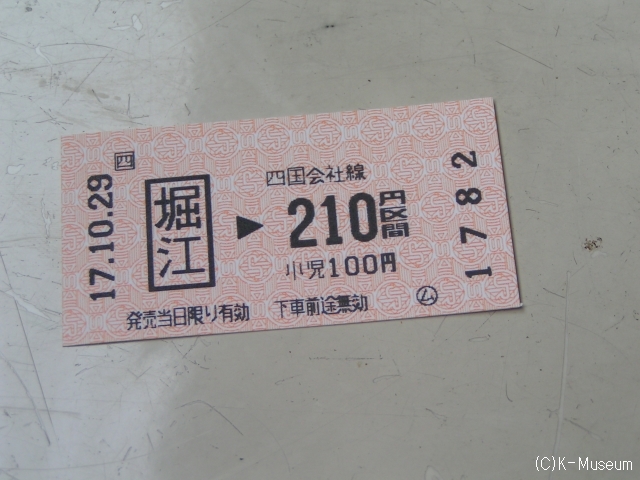 17.10.29 四
堀江
四国会社線
▶210円区間
小児100円
発売当日限り有効 下車前途無効
㋰
1782
(C)K-Museum